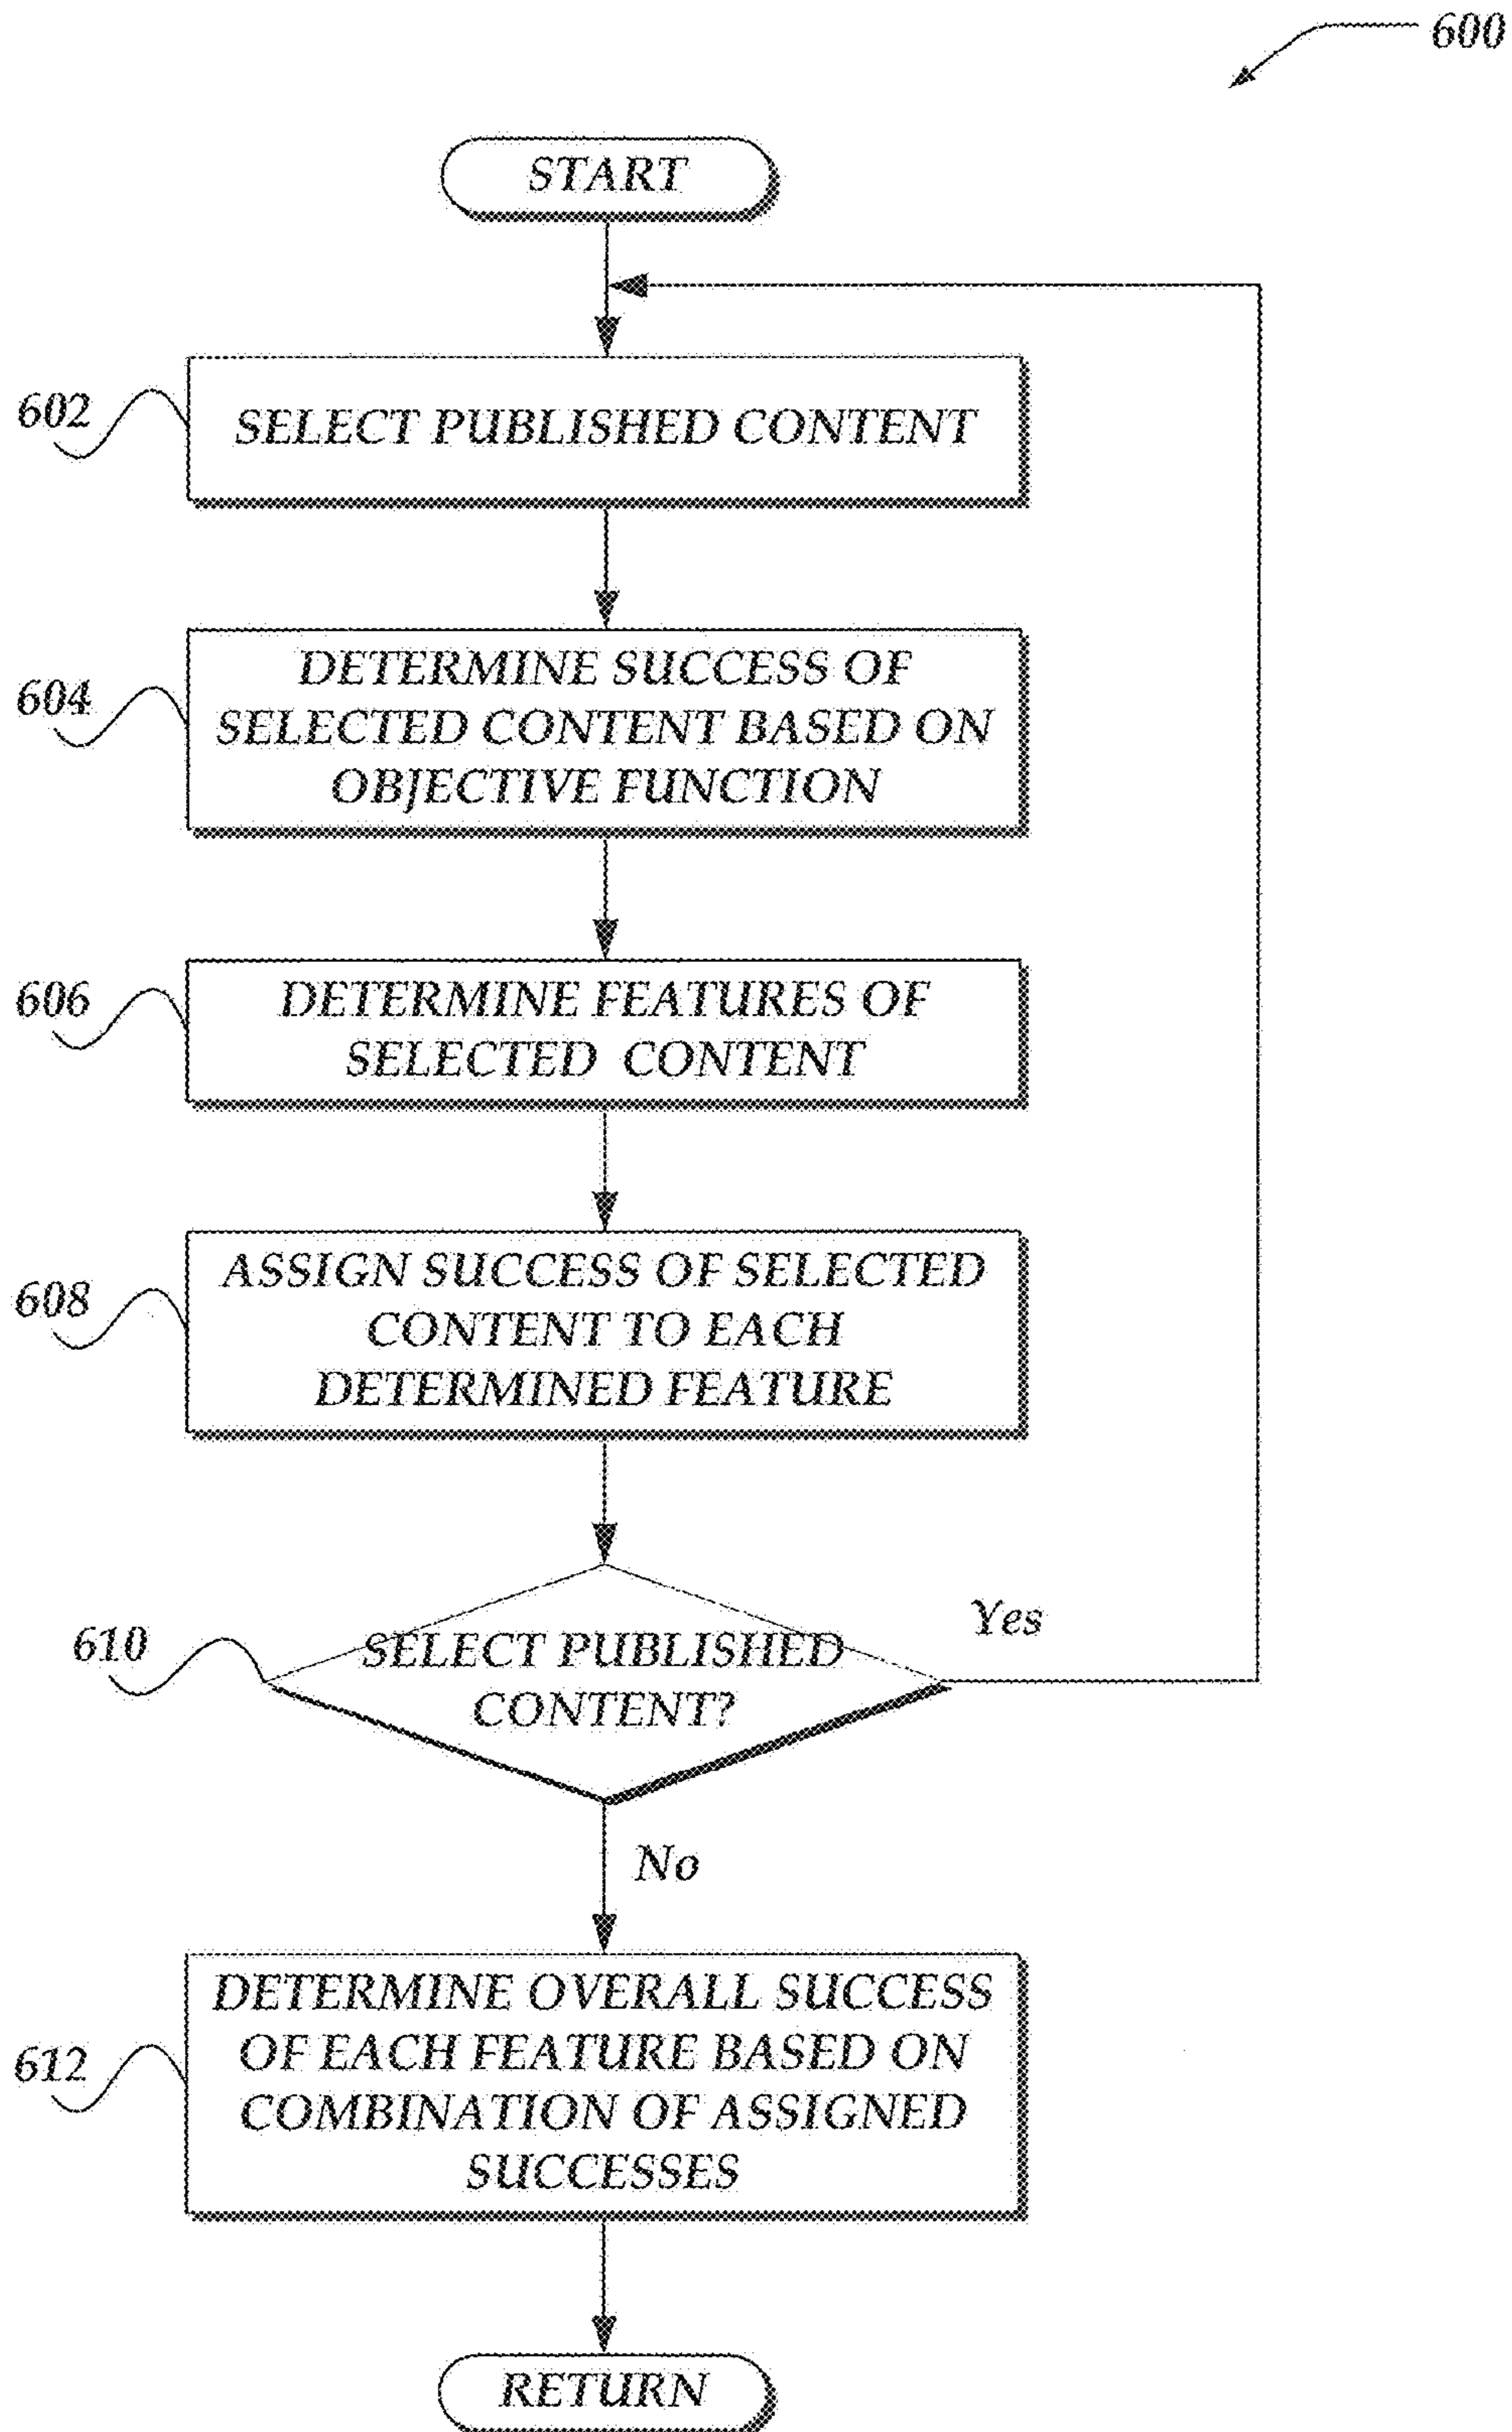 600
START
602
SELECT PUBLISHED CONTENT
604
DETERMINE SUCCESS OF
SELECTED CONTENT BASED ON
OBJECTIVE FUNCTION
606
DETERMINE FEATURES OF
SELECTED CONTENT
608
ASSIGN SUCCESS OF SELECTED
CONTENT TO EACH
DETERMINED FEATURE
610
SELECT PUBLISHED
CONTENT?
Yes
No
612
DETERMINE OVERALL SUCCESS
OF EACH FEATURE BASED ON
COMBINATION OF ASSIGNED
SUCCESSES
RETURN